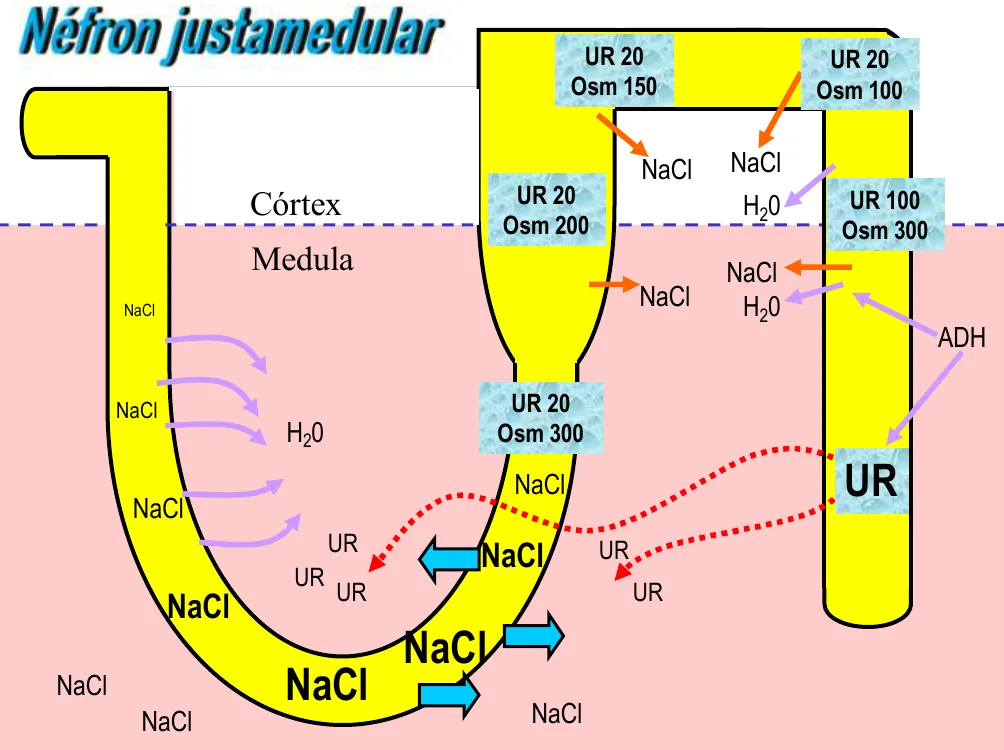 Néfron justamedular
UR 20
Osm 150
UR 20
Osm 100
NaCl
NaCl
UR 20
Osm 200
H20
UR 100
Osm 300
Córtex
Medula
NaCl
NaCl
NaCl
H20
ADH
NaCl
UR 20
Osm 300
H20
UR
NaCl
NaCl
UR
NaCl
UR
UR
UR
UR
NaCl
NaCl
NaCl
NaCl
NaCl
NaCl